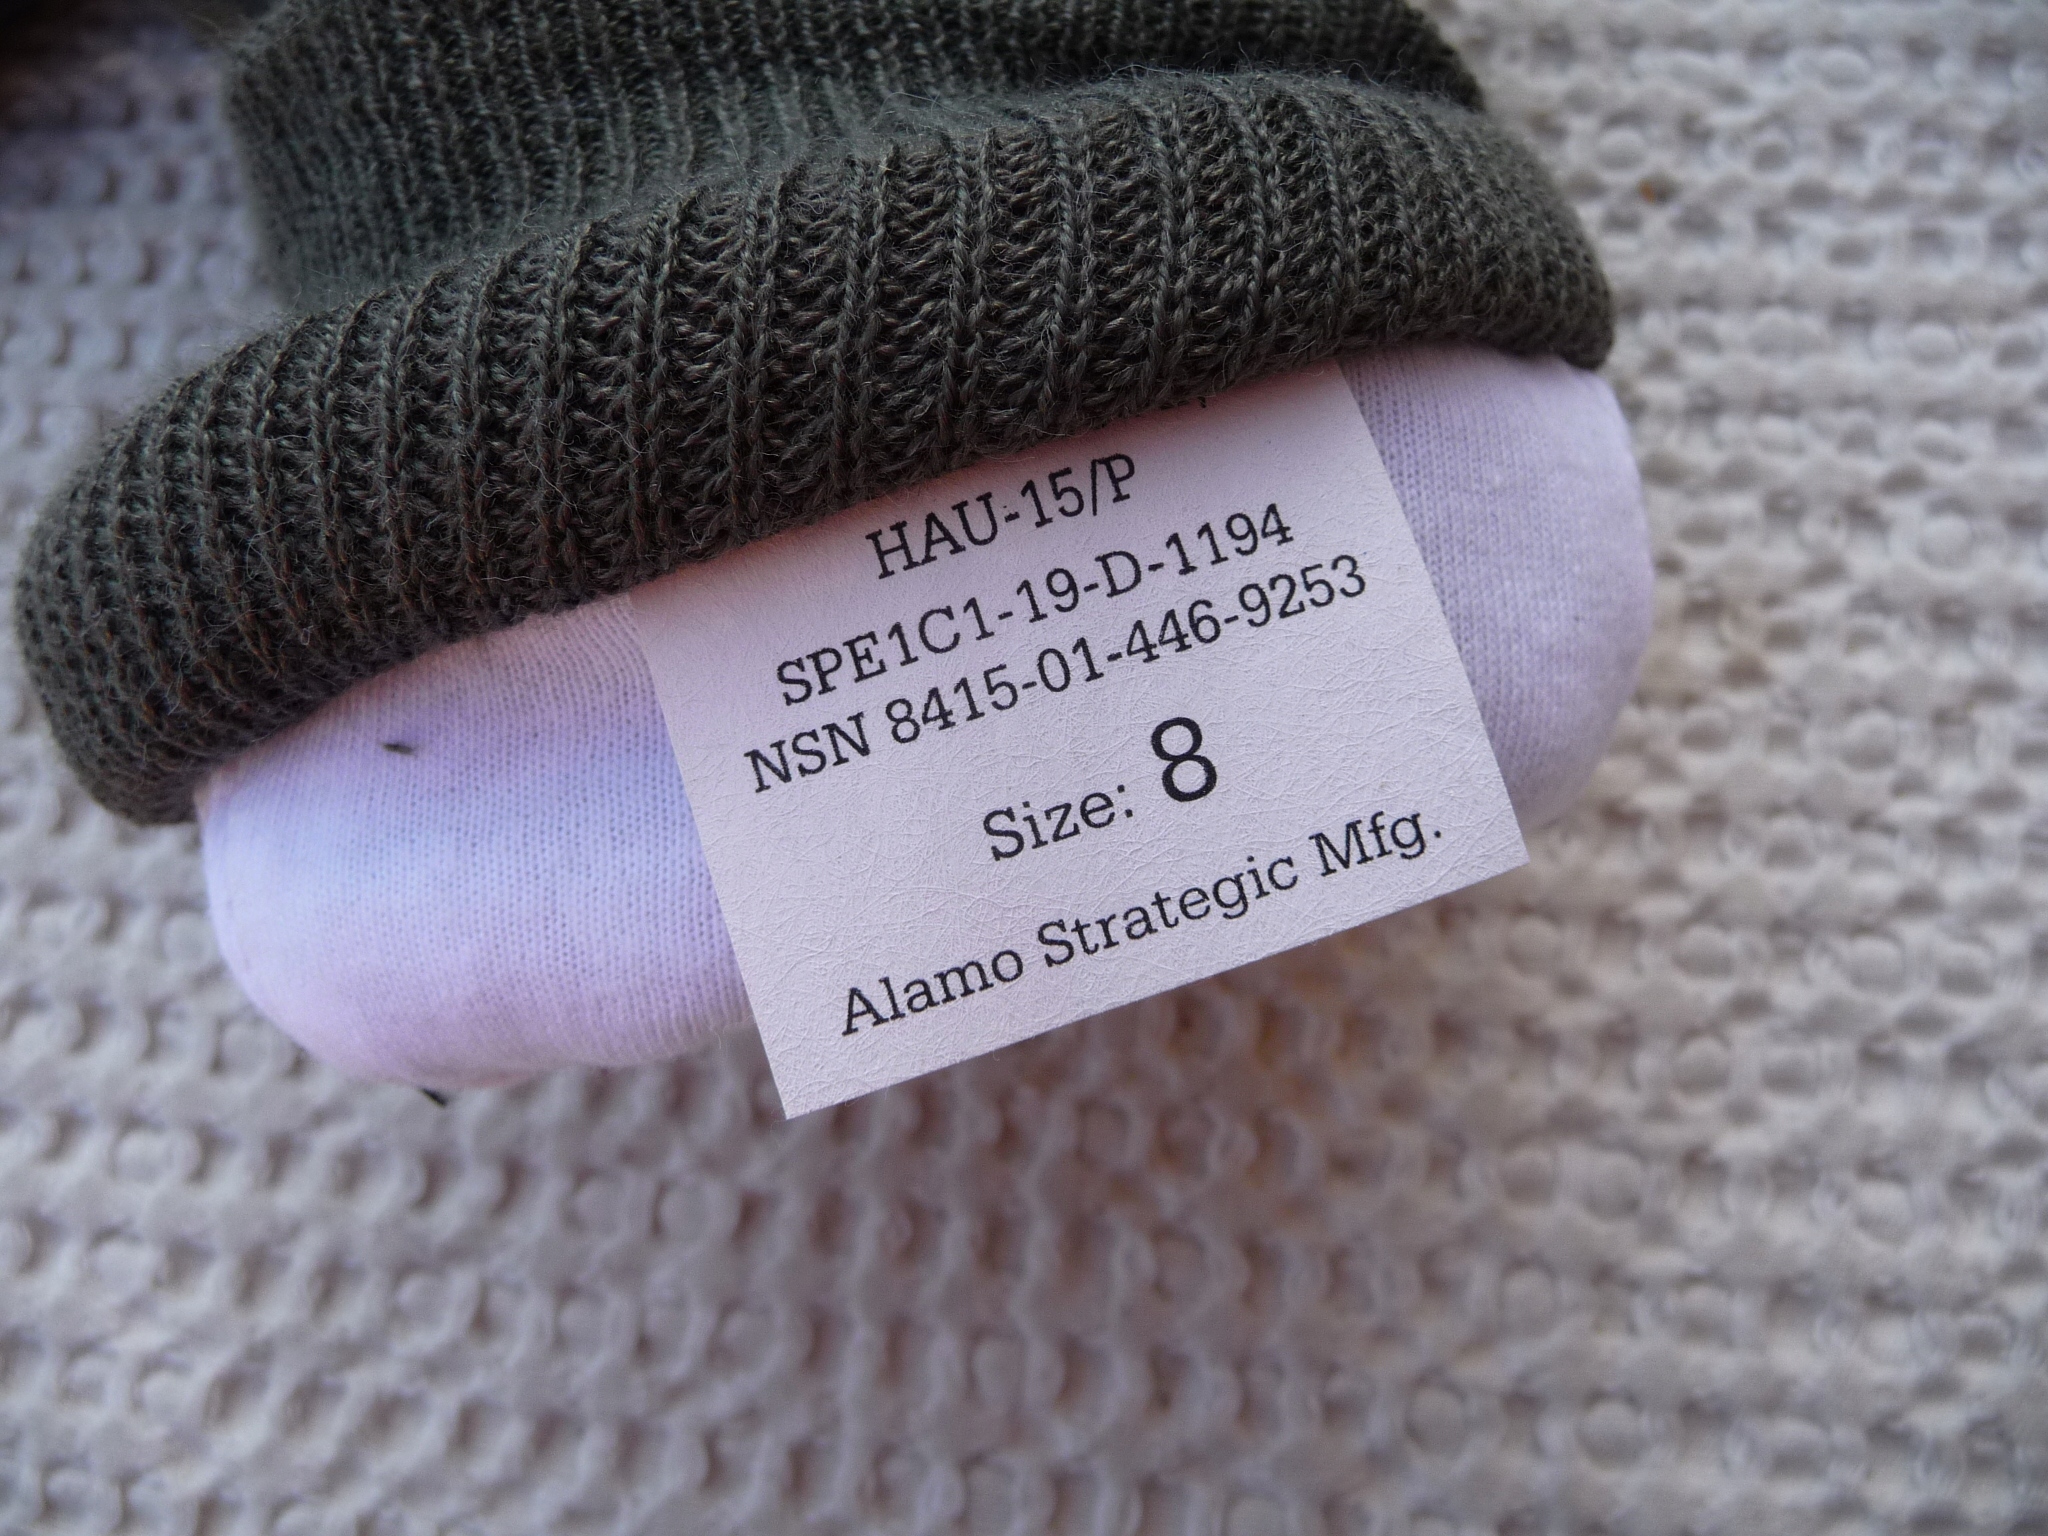 HAU-15/P
SPE1C1-19-D-1194
NSN 8415-01-446-9253
Size: 8
Alamo Strategic Mfg.